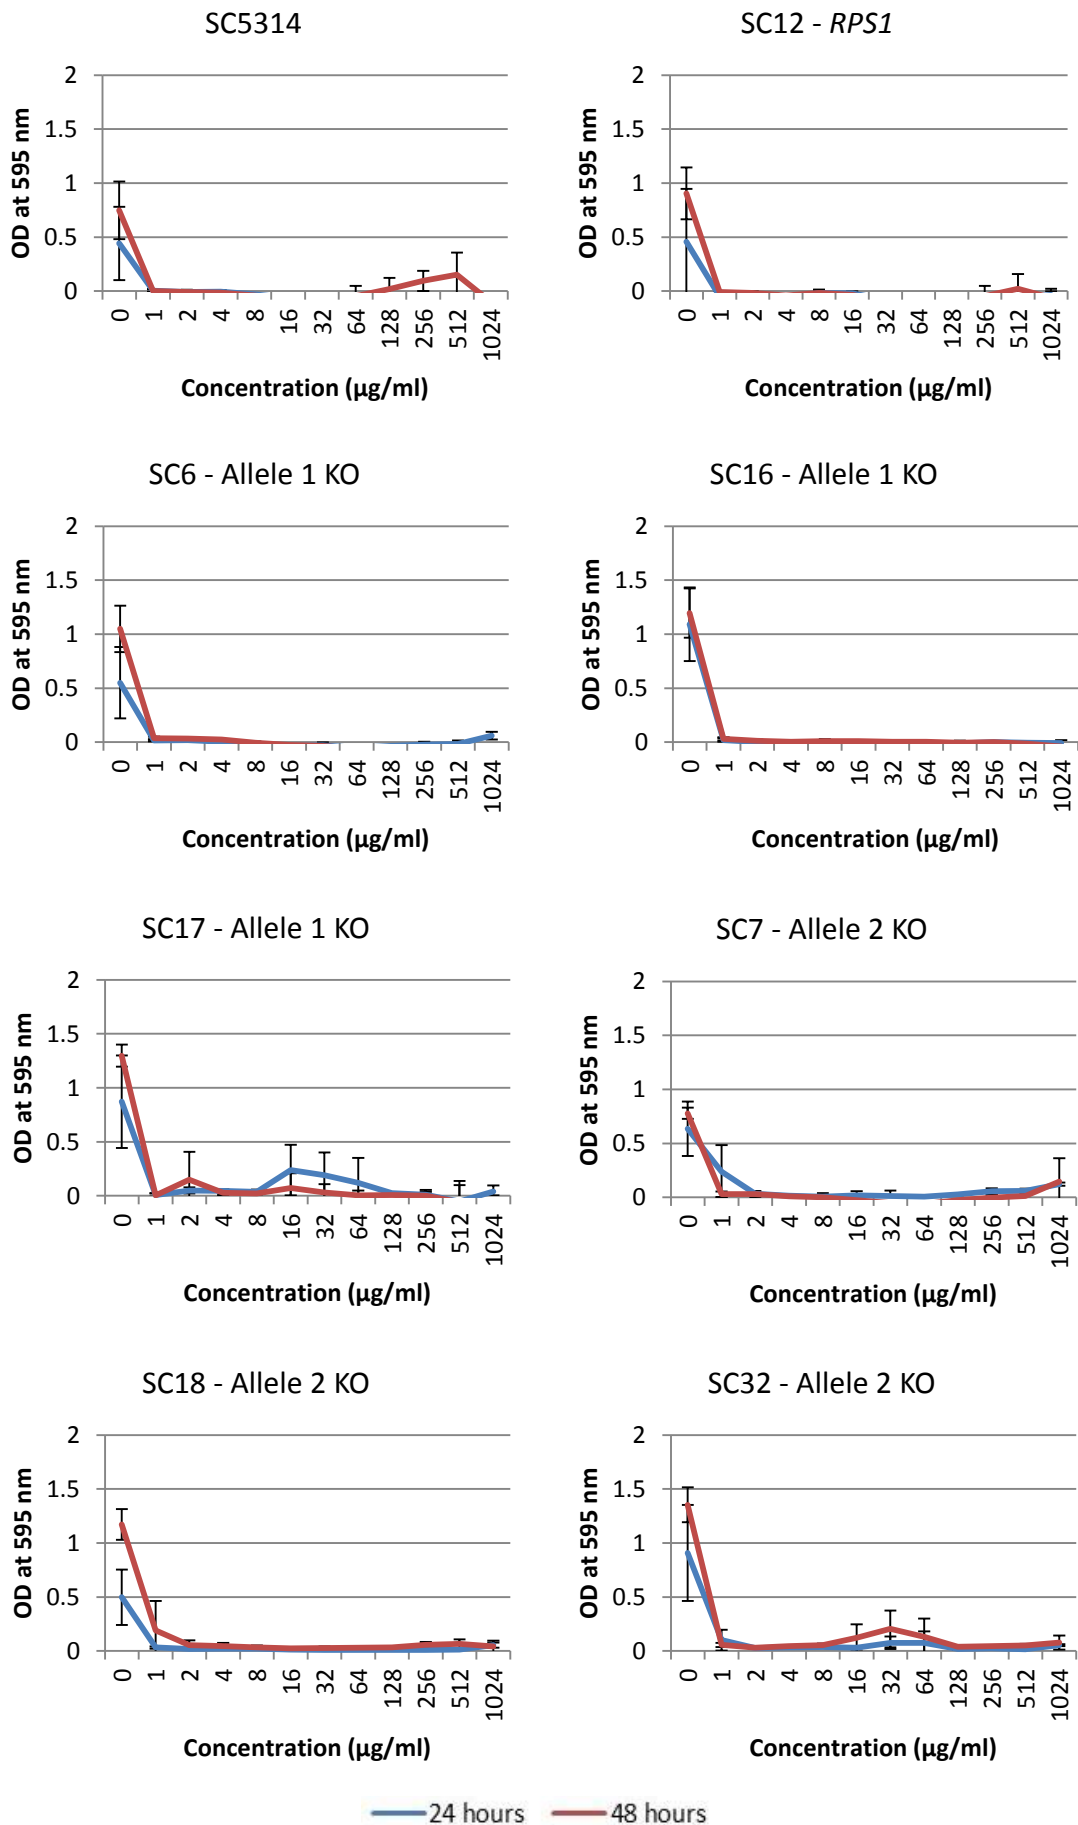 SC5314
2
1.5
1
0.5
0
OD at 595 nm
0 1 2 4 8 16 32 64 128 256 512 1024
Concentration (µg/ml)
SC12 - RPS1
2
1.5
1
0.5
0
OD at 595 nm
0 1 2 4 8 16 32 64 128 256 512 1024
Concentration (µg/ml)
SC6 - Allele 1 KO
2
1.5
1
0.5
0
OD at 595 nm
0 1 2 4 8 16 32 64 128 256 512 1024
Concentration (µg/ml)
SC16 - Allele 1 KO
2
1.5
1
0.5
0
OD at 595 nm
0 1 2 4 8 16 32 64 128 256 512 1024
Concentration (µg/ml)
SC17 - Allele 1 KO
2
1.5
1
0.5
0
OD at 595 nm
0 1 2 4 8 16 32 64 128 256 512 1024
Concentration (µg/ml)
SC7 - Allele 2 KO
2
1.5
1
0.5
0
OD at 595 nm
0 1 2 4 8 16 32 64 128 256 512 1024
Concentration (µg/ml)
SC18 - Allele 2 KO
2
1.5
1
0.5
0
OD at 595 nm
0 1 2 4 8 16 32 64 128 256 512 1024
Concentration (µg/ml)
SC32 - Allele 2 KO
2
1.5
1
0.5
0
OD at 595 nm
0 1 2 4 8 16 32 64 128 256 512 1024
Concentration (µg/ml)
24 hours 48 hours